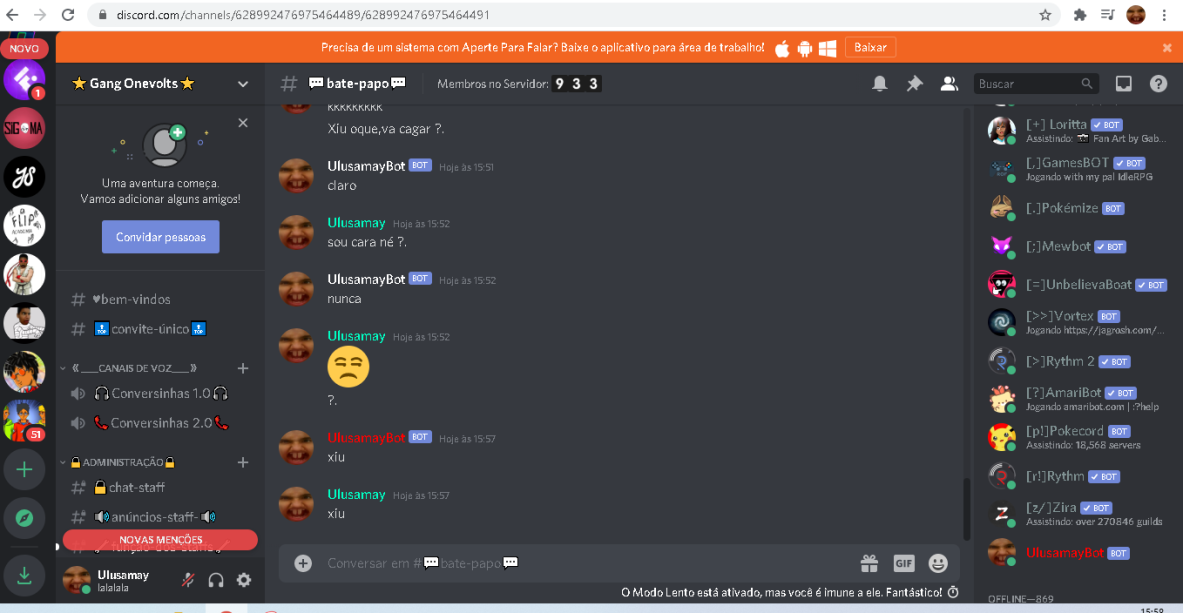 discord.com/channels/628992476975464489/628992476975464491
NOVO
Precisa de um sistema com Aperte Para Falar? Baixe o aplicativo para área de trabalho!
Baixar
1
SIGMA
FLIP
51
⭐Gang Onevolts⭐
Uma aventura começa.
Vamos adicionar alguns amigos!
Convidar pessoas
♥bem-vindos
🔝convite-único🔝
《___CANAIS DE VOZ___》
🎧Conversinhas 1.0🎧
📞Conversinhas 2.0📞
🔒ADMINISTRAÇÃO🔒
🔒chat-staff
🔊anúncios-staff-🔊
NOVAS MENÇÕES
Ulusamay
lalalala
# 💬bate-papo💬
Membros no Servidor: 9 3 3
Buscar
kkkkkkkkk
Xiu oque,va cagar ?.
UlusamayBot BOT Hoje às 15:51
claro
Ulusamay Hoje às 15:52
sou cara né ?.
UlusamayBot BOT Hoje às 15:52
nunca
Ulusamay Hoje às 15:52
😒
?.
UlusamayBot BOT Hoje às 15:57
xiu
Ulusamay Hoje às 15:57
xiu
Conversar em #💬bate-papo💬
GIF
O Modo Lento está ativado, mas você é imune a ele. Fantástico!
[+] Loritta ✔BOT
Assistindo: 📷 Fan Art by Gab...
[,]GamesBOT ✔BOT
Jogando with my pal IdleRPG
[.]Pokémize BOT
[;]Mewbot ✔BOT
[=]UnbelievaBoat ✔BOT
[>>]Vortex BOT
Jogando https://jagrosh.com/...
[>]Rythm 2 ✔BOT
[?]AmariBot ✔BOT
Jogando amaribot.com | :?help
[p!]Pokecord BOT
Assistindo: 18,568 servers
[r!]Rythm ✔BOT
[z/]Zira ✔BOT
Assistindo: over 270846 guilds
UlusamayBot BOT
OFFLINE—869
15:59